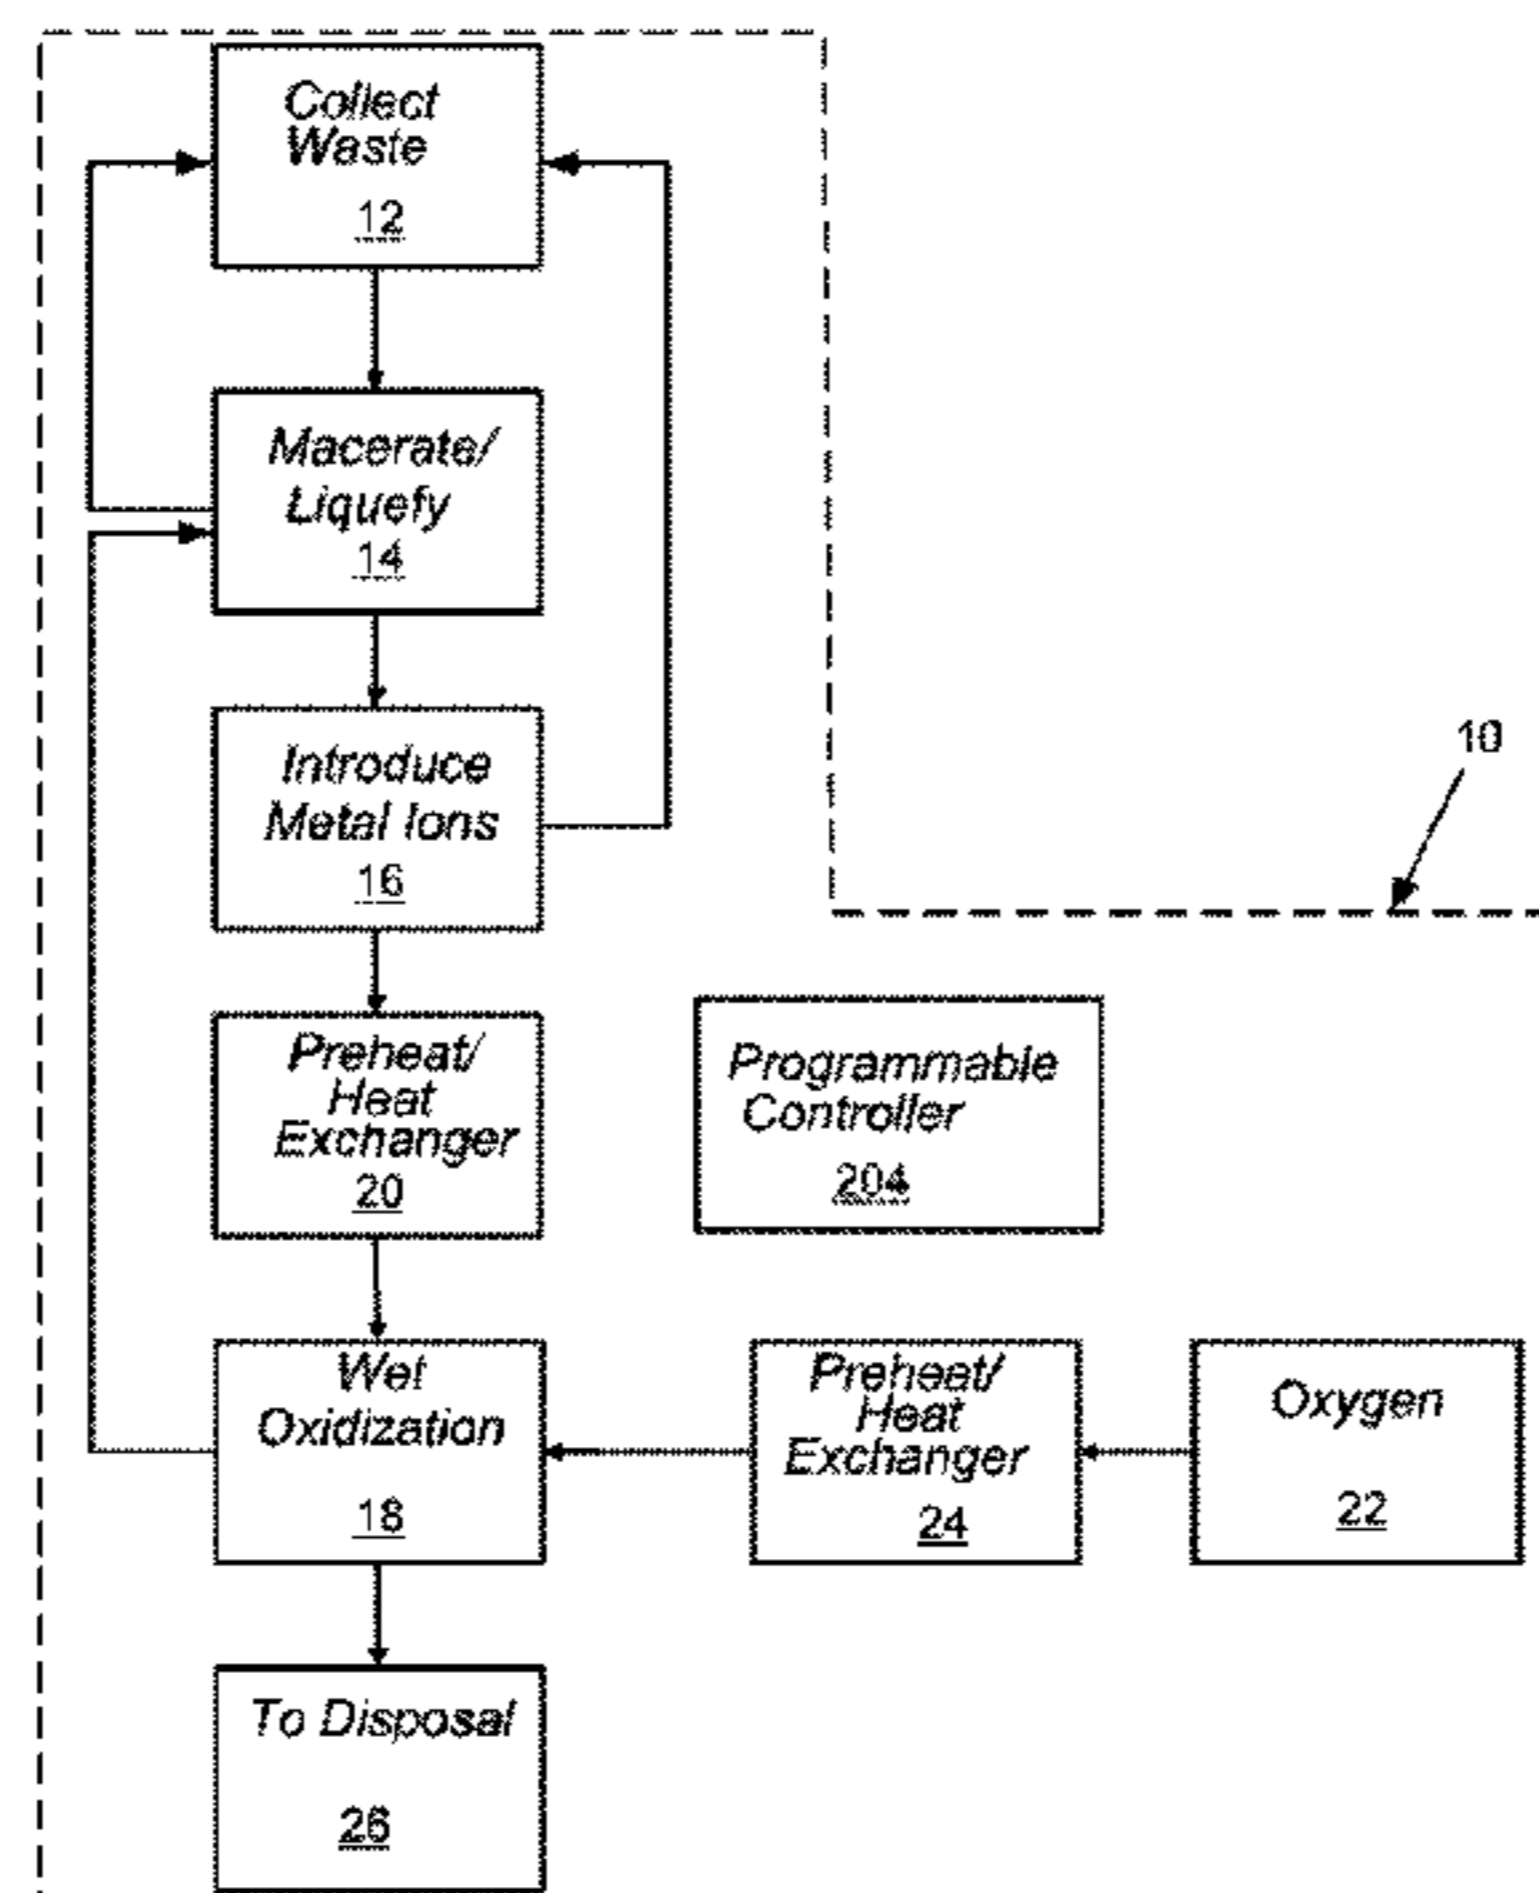 Collect
Waste
12
Macerate/
Liquefy
14
Introduce
Metal Ions
16
10
Preheat/
Heat
Exchanger
20
Programmable
Controller
204
Wet
Oxidization
18
Preheat/
Heat
Exchanger
24
Oxygen
22
To Disposal
26